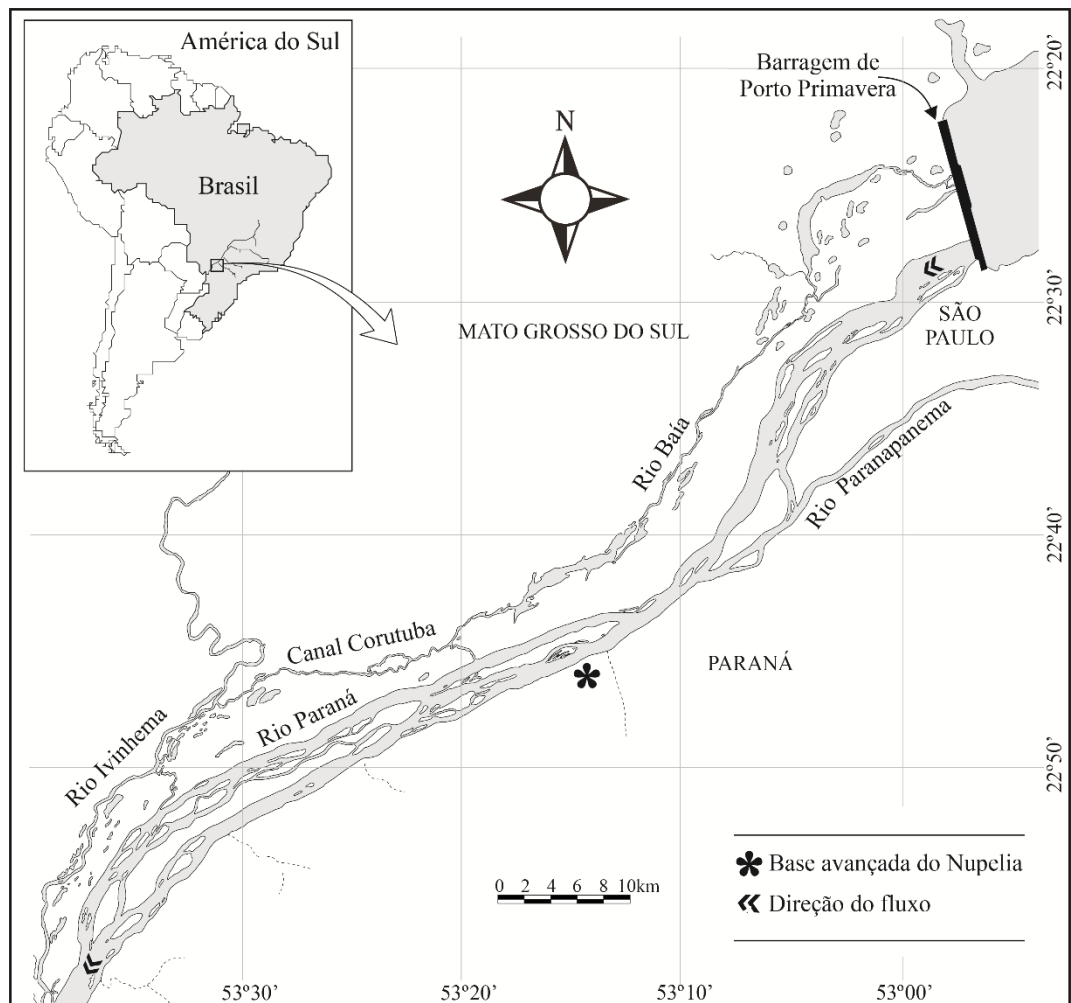 América do Sul
Brasil
N
Barragem de
Porto Primavera
22°20'
22°30'
22°40'
22°50'
MATO GROSSO DO SUL
SÃO
PAULO
Rio Baía
Rio Paranapanema
Canal Corutuba
PARANÁ
Rio Paraná
Rio Ivinhema
0 2 4 6 8 10km
Base avançada do Nupelia
Direção do fluxo
53°30'
53°20'
53°10'
53°00'